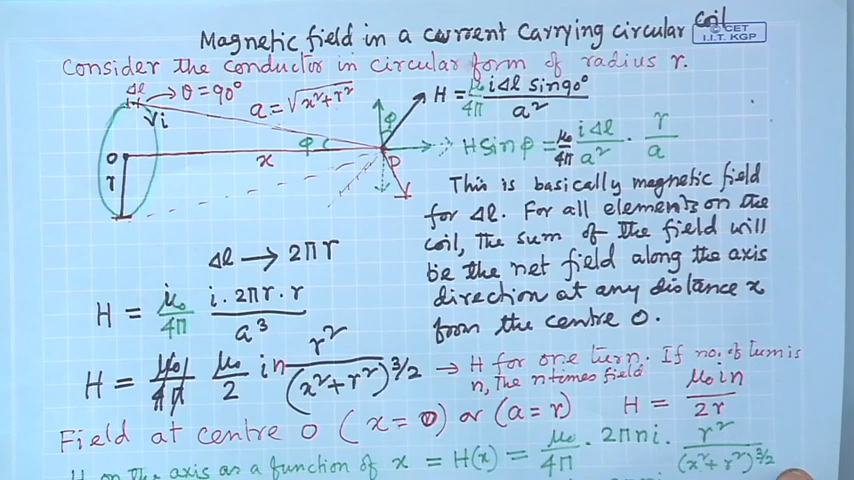 Magnetic field in a current carrying circular coil
© CET
I.I.T. KGP
Consider the conductor in circular form of radius r.
Δl → θ = 90°
a = √(x²+r²)
H = μ₀/4π iΔl sin90°/a²
i
φ
φ
O
x
P
r
H sin φ = μ₀/4π iΔl/a² · r/a
This is basically magnetic field
for Δl. For all elements on the
coil, the sum of the field will
be the net field along the axis
direction at any distance x
from the centre O.
Δl → 2πr
H = μ₀/4π i · 2πr · r/a³
H = μ₀/4π μ₀/2 in r²/(x²+r²)^3/2 → H for one turn. If no. of turn is
n, the n times field
Field at centre O (x = 0) or (a = r) H = μ₀in/2r
H on the axis as a function of x = H(x) = μ₀/4π · 2πni · r²/(x²+r²)^3/2